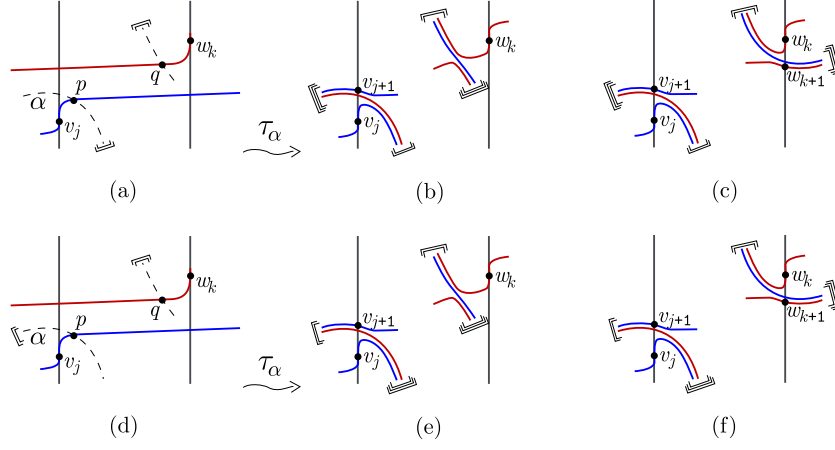 w_k
q
p
α
v_j
(a)
τ_α
v_{j+1}
v_j
w_k
(b)
v_{j+1}
v_j
w_k
w_{k+1}
(c)
w_k
q
p
α
v_j
(d)
τ_α
v_{j+1}
v_j
w_k
(e)
v_{j+1}
v_j
w_k
w_{k+1}
(f)